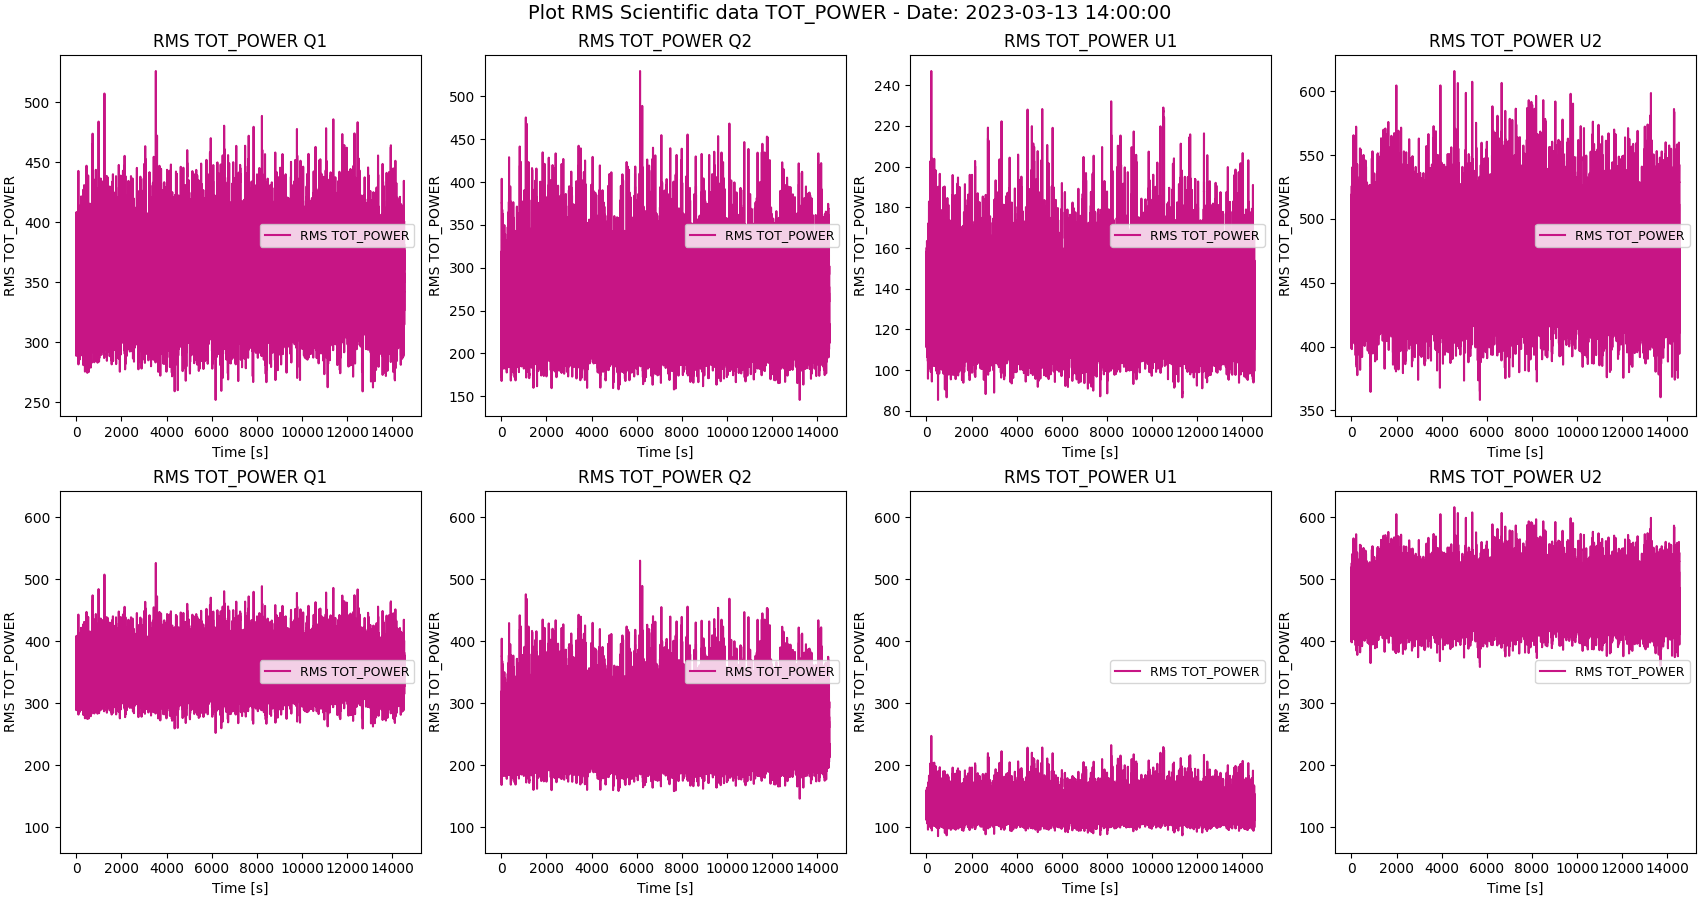 Plot RMS Scientific data TOT_POWER - Date: 2023-03-13 14:00:00
RMS TOT_POWER Q1
RMS TOT_POWER
500
450
400
350
300
250
RMS TOT_POWER
0 2000 4000 6000 8000 10000 12000 14000
Time [s]
RMS TOT_POWER Q2
RMS TOT_POWER
500
450
400
350
300
250
200
150
RMS TOT_POWER
0 2000 4000 6000 8000 10000 12000 14000
Time [s]
RMS TOT_POWER U1
RMS TOT_POWER
240
220
200
180
160
140
120
100
80
RMS TOT_POWER
0 2000 4000 6000 8000 10000 12000 14000
Time [s]
RMS TOT_POWER U2
RMS TOT_POWER
600
550
500
450
400
350
RMS TOT_POWER
0 2000 4000 6000 8000 10000 12000 14000
Time [s]
RMS TOT_POWER Q1
RMS TOT_POWER
600
500
400
300
200
100
RMS TOT_POWER
0 2000 4000 6000 8000 10000 12000 14000
Time [s]
RMS TOT_POWER Q2
RMS TOT_POWER
600
500
400
300
200
100
RMS TOT_POWER
0 2000 4000 6000 8000 10000 12000 14000
Time [s]
RMS TOT_POWER U1
RMS TOT_POWER
600
500
400
300
200
100
RMS TOT_POWER
0 2000 4000 6000 8000 10000 12000 14000
Time [s]
RMS TOT_POWER U2
RMS TOT_POWER
600
500
400
300
200
100
RMS TOT_POWER
0 2000 4000 6000 8000 10000 12000 14000
Time [s]